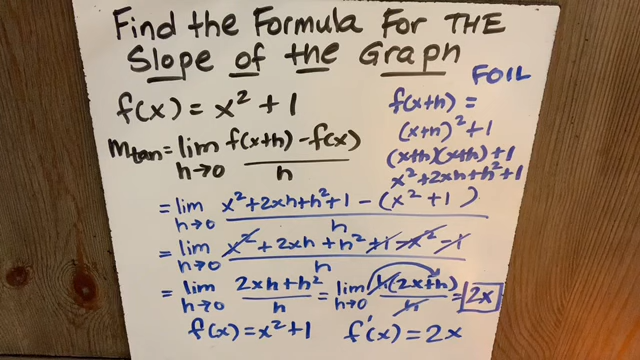 Find the Formula For THE
Slope of the Graph
FOIL
f(x) = x² + 1
f(x+h) =
(x+h)² + 1
(x+h)(x+h) + 1
x² + 2xh + h² + 1
m_tan = lim h→0 f(x+h) - f(x) / h
= lim h→0 x² + 2xh + h² + 1 - (x² + 1) / h
= lim h→0 x² + 2xh + h² + 1 - x² - 1 / h
= lim h→0 2xh + h² / h = lim h→0 h(2x+h) / h = 2x
f(x) = x² + 1 f'(x) = 2x